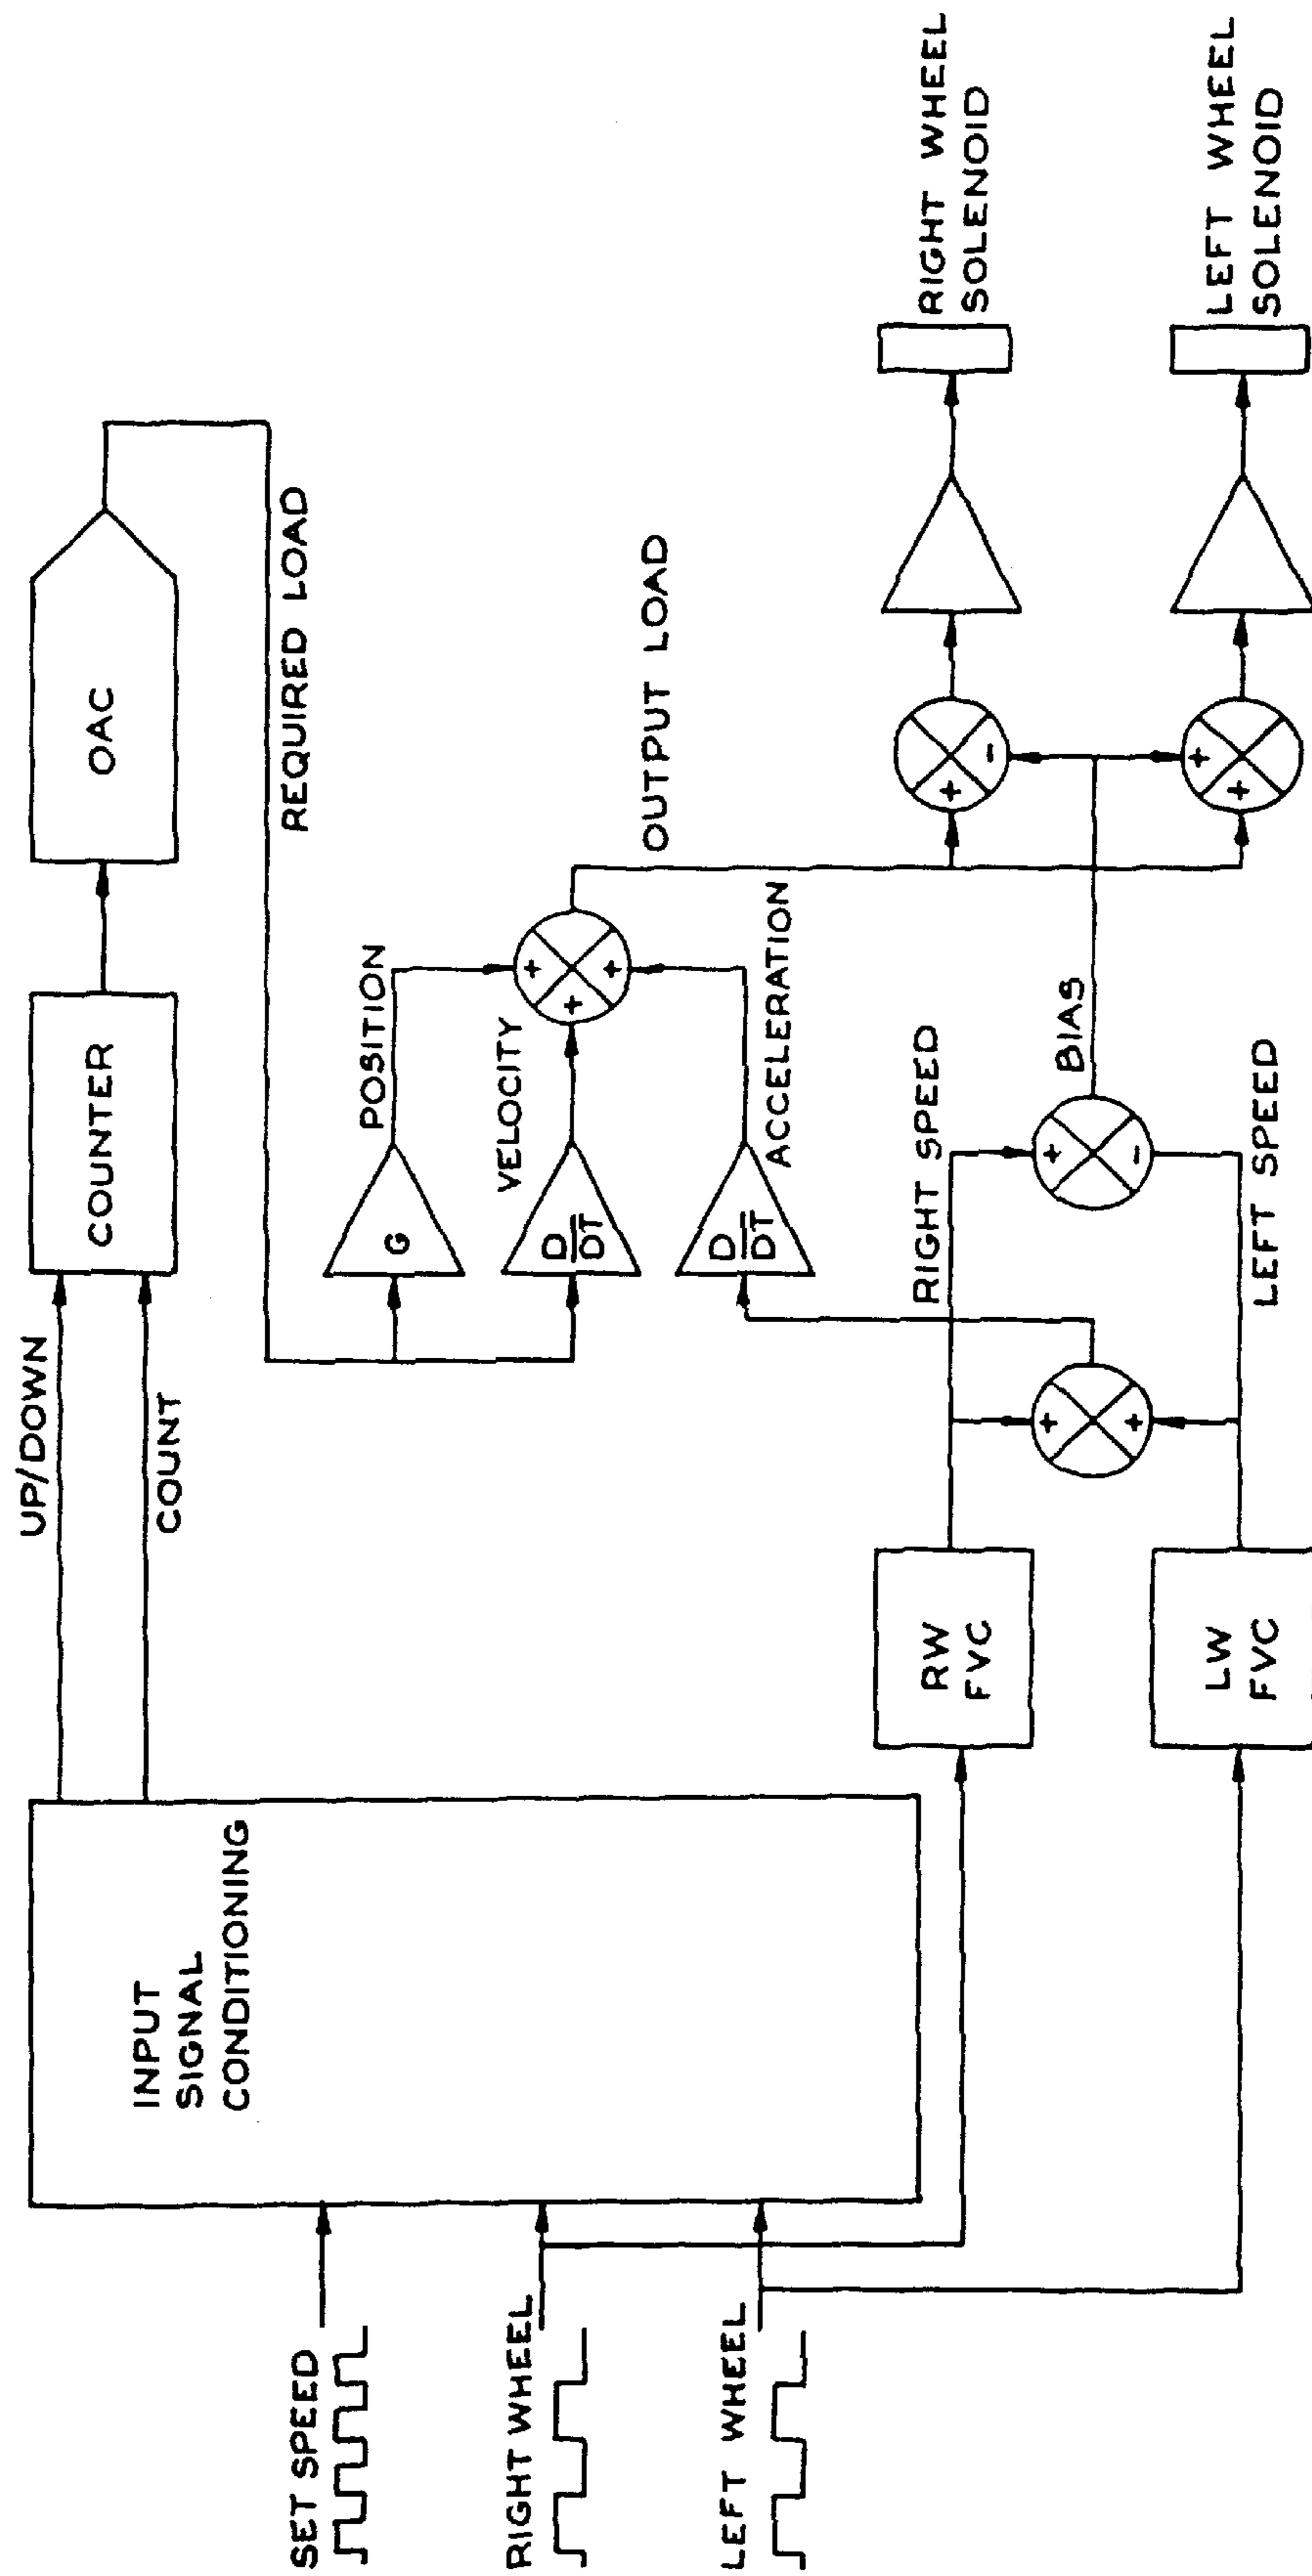 SET SPEED
RIGHT WHEEL
LEFT WHEEL
INPUT
SIGNAL
CONDITIONING
UP/DOWN
COUNT
COUNTER
OAC
REQUIRED LOAD
G
D
DT
D
DT
POSITION
VELOCITY
ACCELERATION
+
+
+
OUTPUT LOAD
RW
FVC
LW
FVC
+
+
RIGHT SPEED
LEFT SPEED
+
-
BIAS
+
-
+
+
RIGHT WHEEL
SOLENOID
LEFT WHEEL
SOLENOID